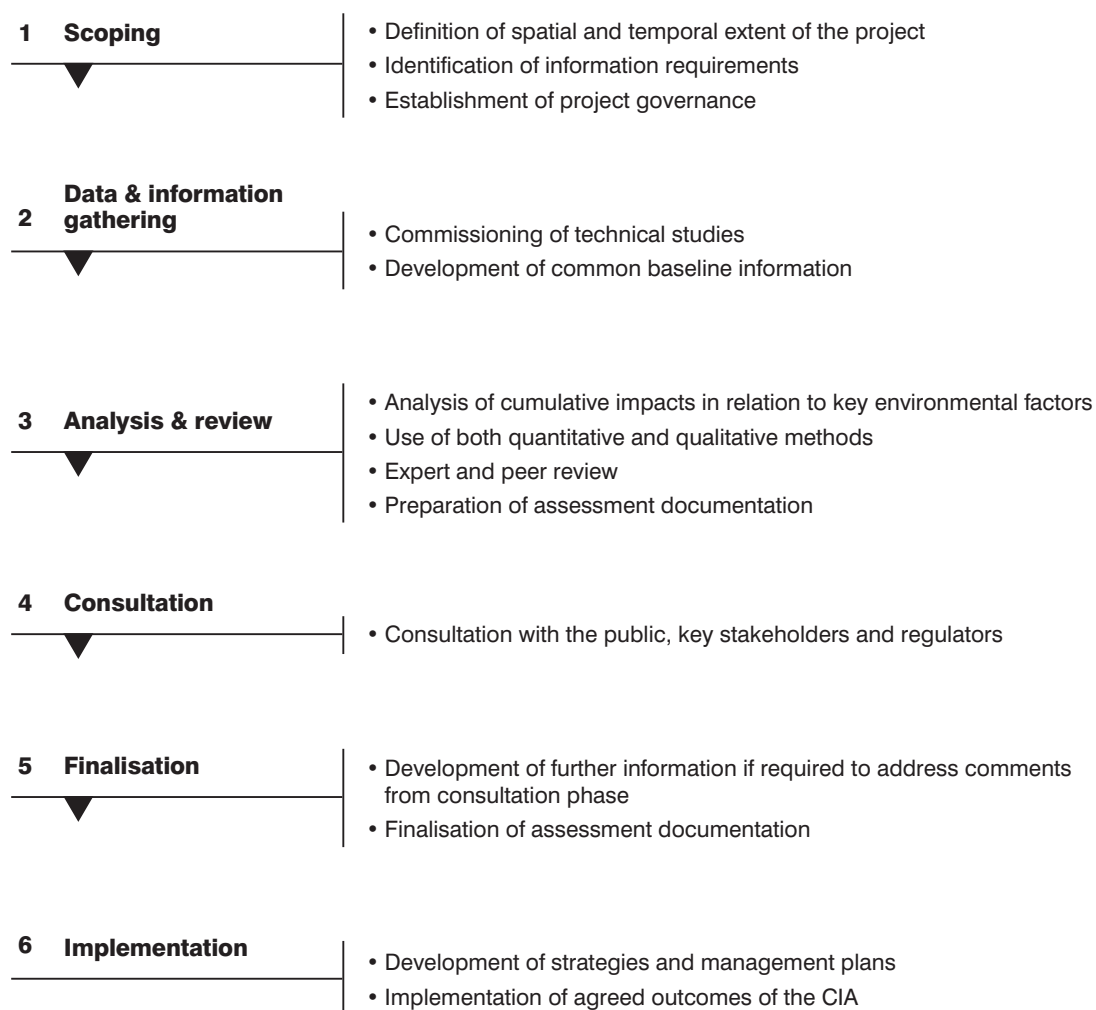 1 Scoping
• Definition of spatial and temporal extent of the project
• Identification of information requirements
• Establishment of project governance
Data & information
2 gathering
• Commissioning of technical studies
• Development of common baseline information
3 Analysis & review
• Analysis of cumulative impacts in relation to key environmental factors
• Use of both quantitative and qualitative methods
• Expert and peer review
• Preparation of assessment documentation
4 Consultation
• Consultation with the public, key stakeholders and regulators
5 Finalisation
• Development of further information if required to address comments
from consultation phase
• Finalisation of assessment documentation
6 Implementation
• Development of strategies and management plans
• Implementation of agreed outcomes of the CIA